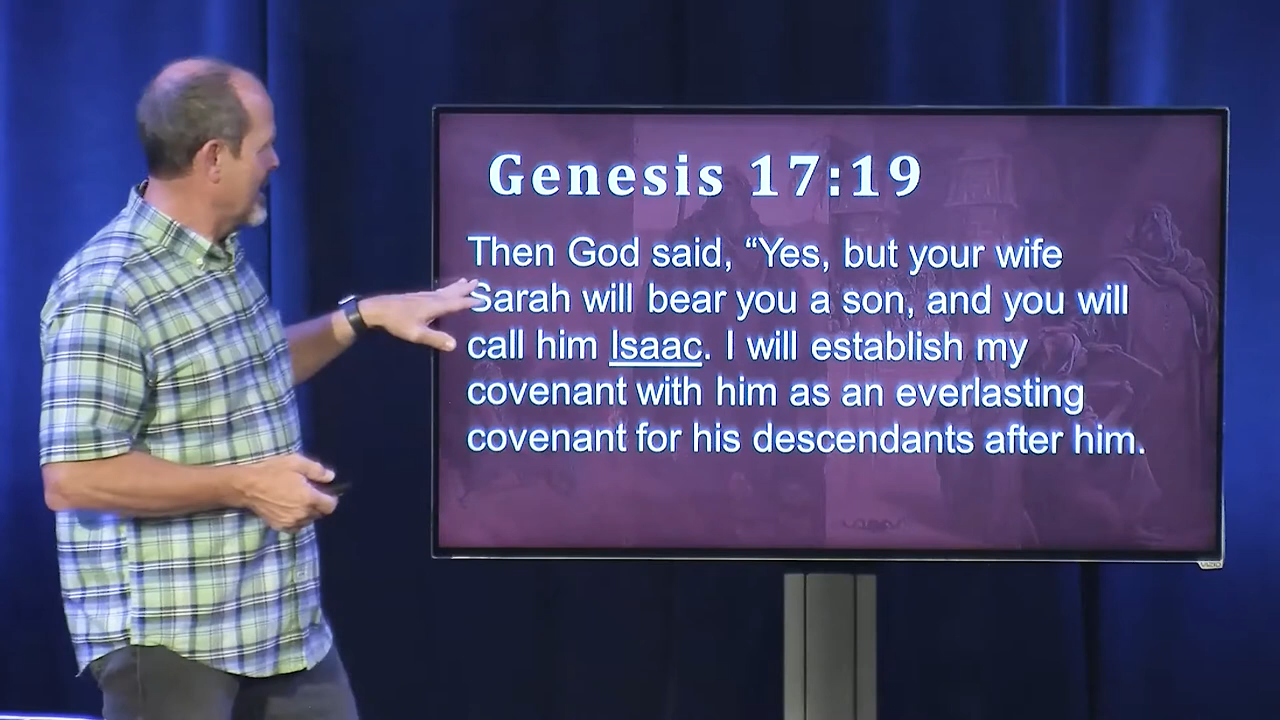 Genesis 17:19
Then God said, “Yes, but your wife
Sarah will bear you a son, and you will
call him Isaac. I will establish my
covenant with him as an everlasting
covenant for his descendants after him.
VIZIO